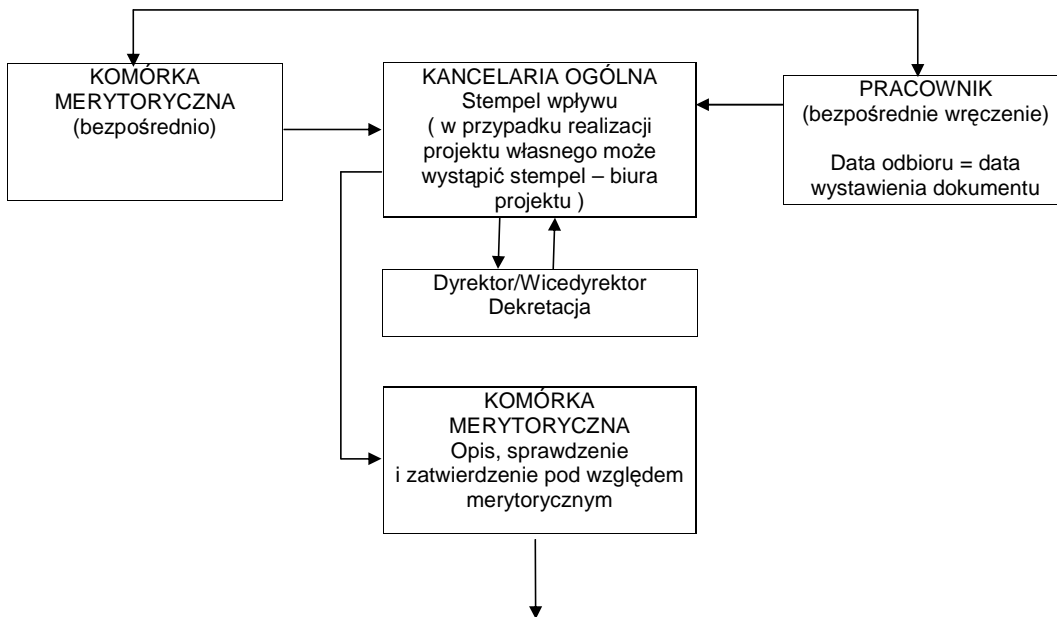 KOMÓRKA
MERYTORYCZNA
(bezpośrednio)
KANCELARIA OGÓLNA
Stempel wpływu
( w przypadku realizacji
projektu własnego może
wystąpić stempel – biura
projektu )
PRACOWNIK
(bezpośrednie wręczenie)
Data odbioru = data
wystawienia dokumentu
Dyrektor/Wicedyrektor
Dekretacja
KOMÓRKA
MERYTORYCZNA
Opis, sprawdzenie
i zatwierdzenie pod względem
merytorycznym